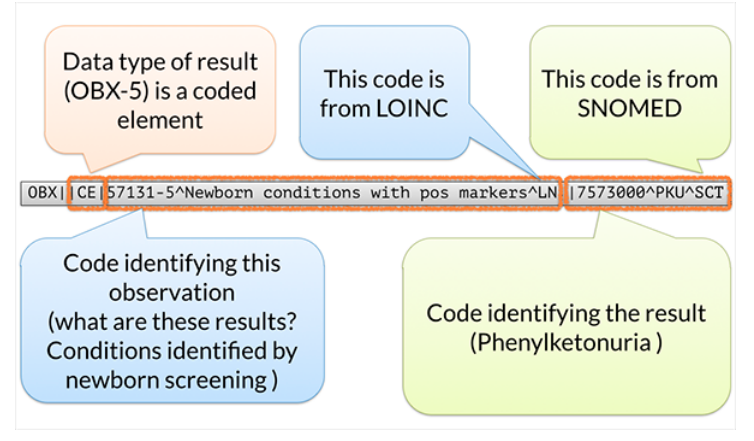 Data type of result
(OBX-5) is a coded
element
This code is
from LOINC
This code is from
SNOMED
OBX||CE|57131-5^Newborn conditions with pos markers^LN||7573000^PKU^SCT
Code identifying this
observation
(what are these results?
Conditions identified by
newborn screening )
Code identifying the result
(Phenylketonuria )